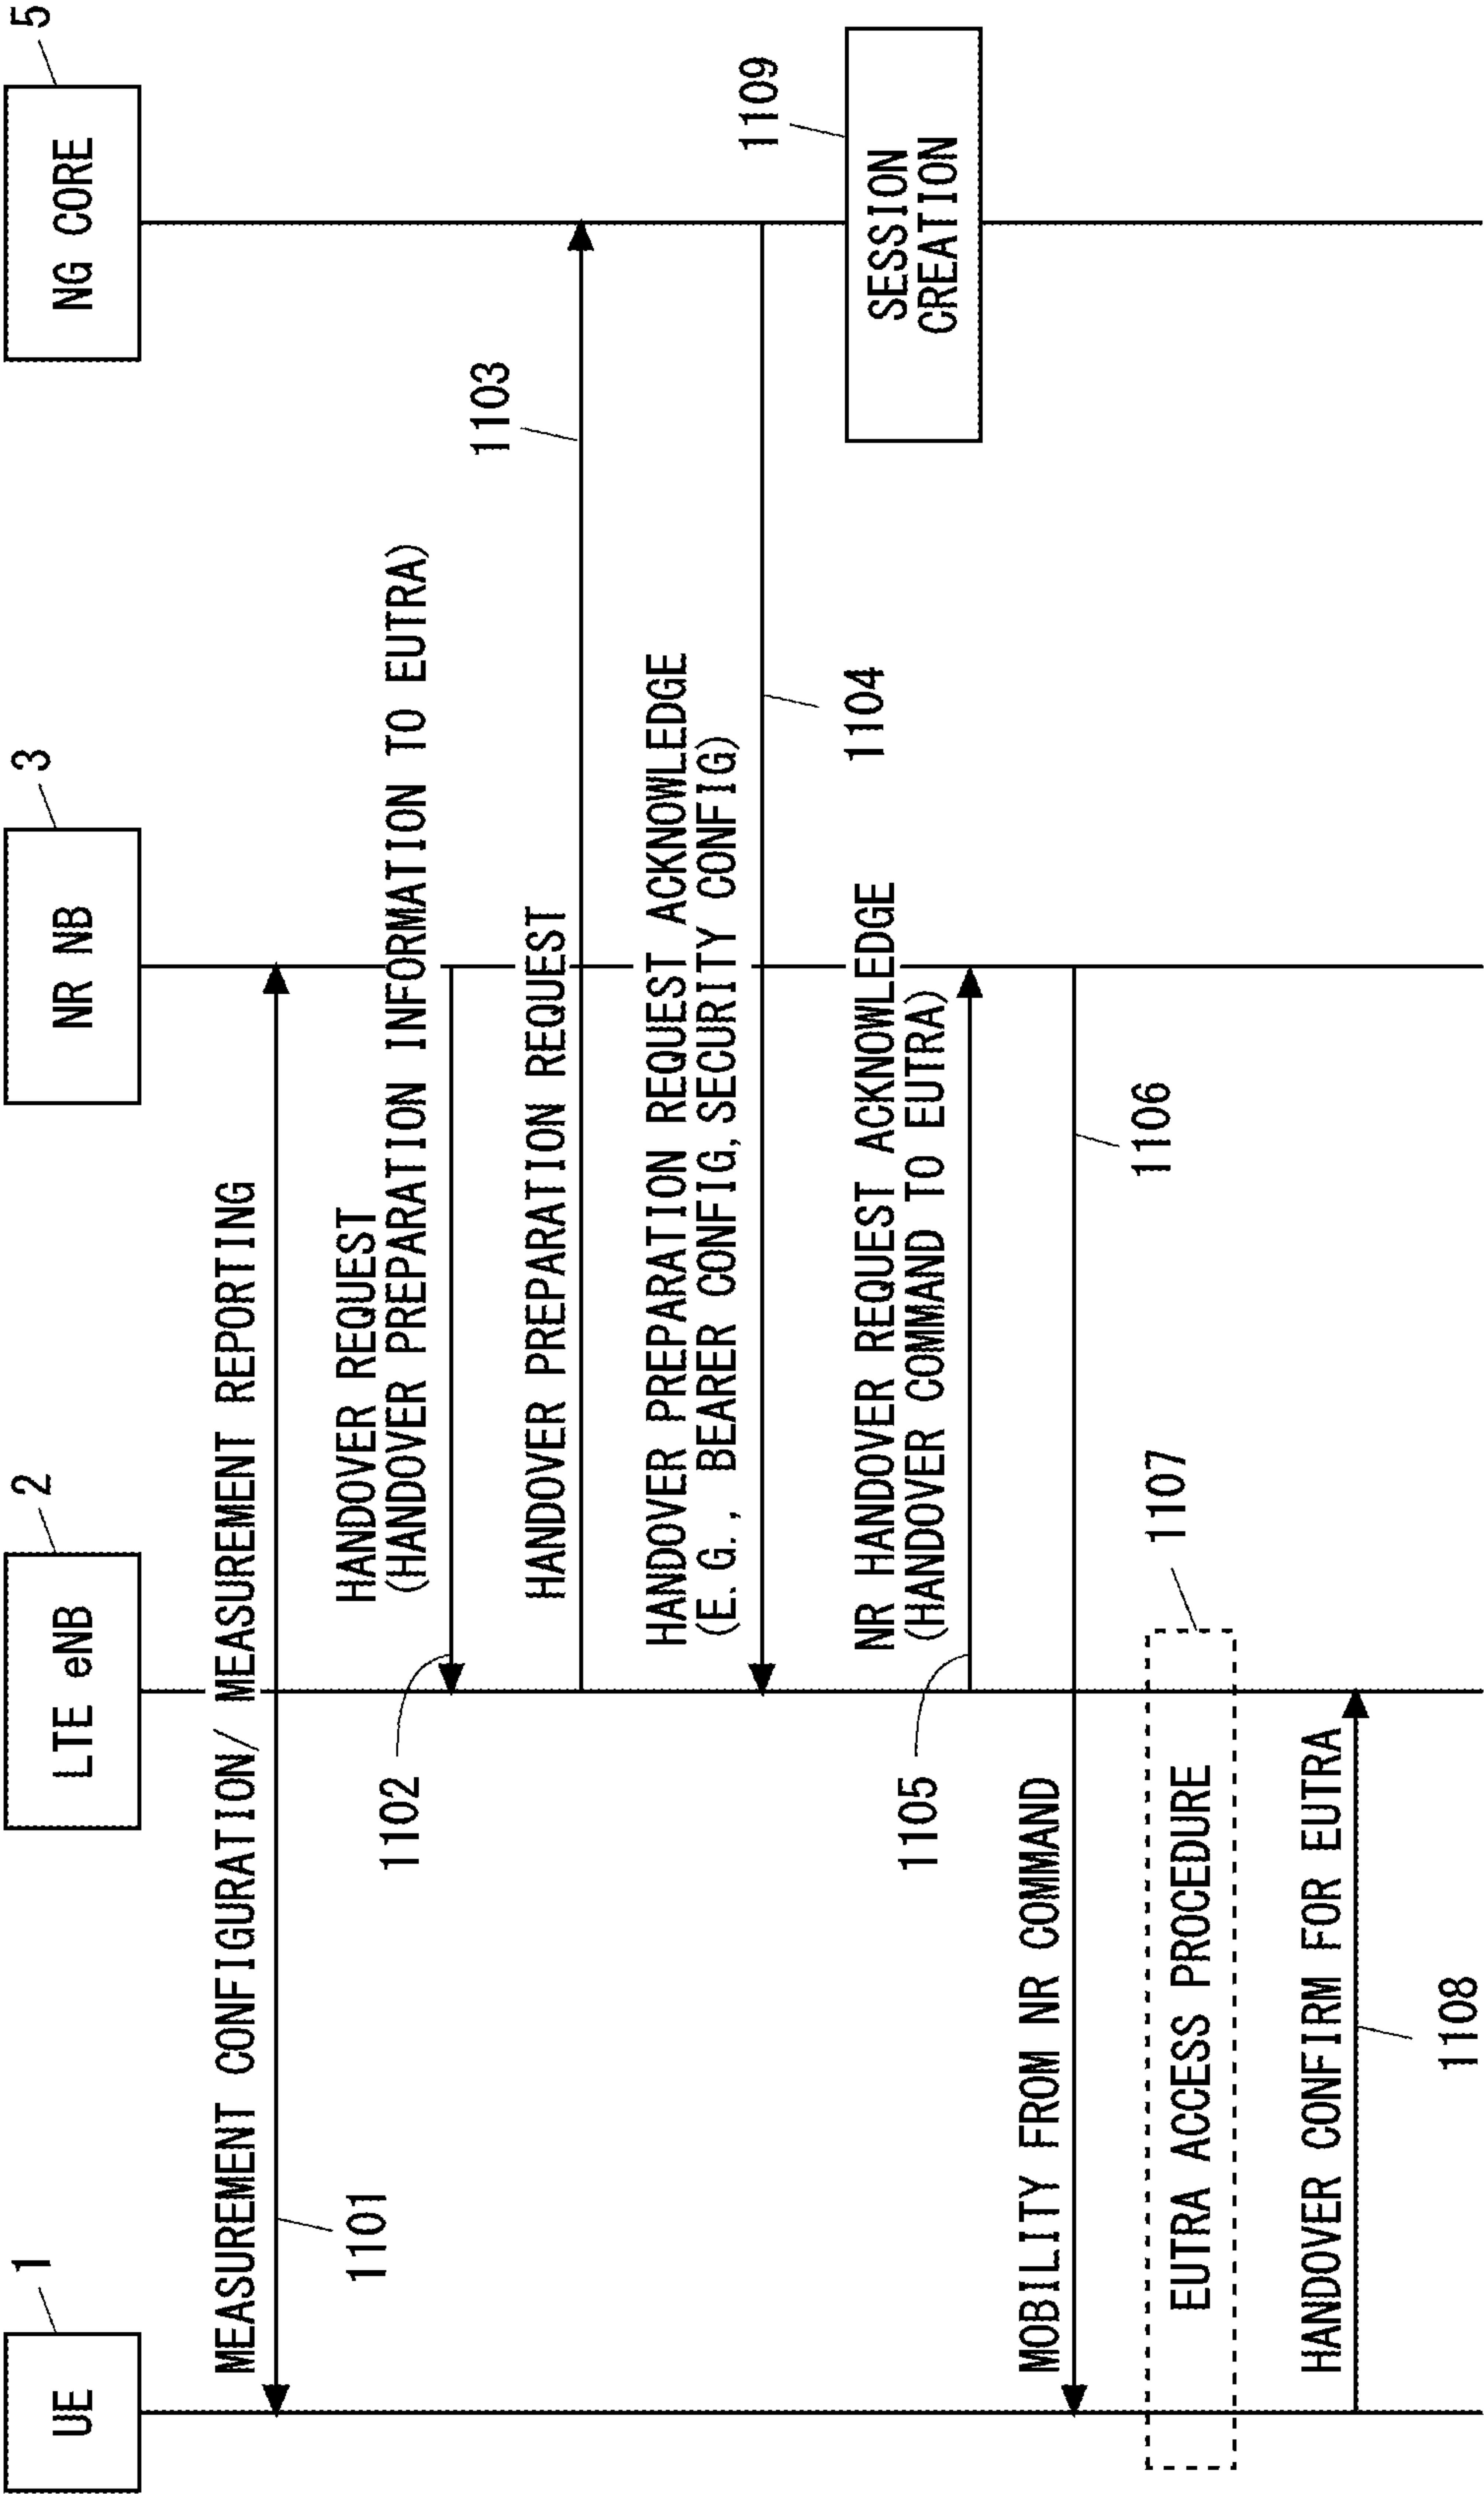 UE
1
LTE eNB
2
NR NB
3
NG CORE
5
MEASUREMENT CONFIGURATION/ MEASUREMENT REPORTING
1101
HANDOVER REQUEST
(HANDOVER PREPARATION INFORMATION TO EUTRA)
1102
HANDOVER PREPARATION REQUEST
1103
HANDOVER PREPARATION REQUEST ACKNOWLEDGE
(E.G., BEARER CONFIG, SECURITY CONFIG)
1104
NR HANDOVER REQUEST ACKNOWLEDGE
(HANDOVER COMMAND TO EUTRA)
1105
SESSION
CREATION
1109
MOBILITY FROM NR COMMAND
1106
EUTRA ACCESS PROCEDURE
1107
HANDOVER CONFIRM FOR EUTRA
1108